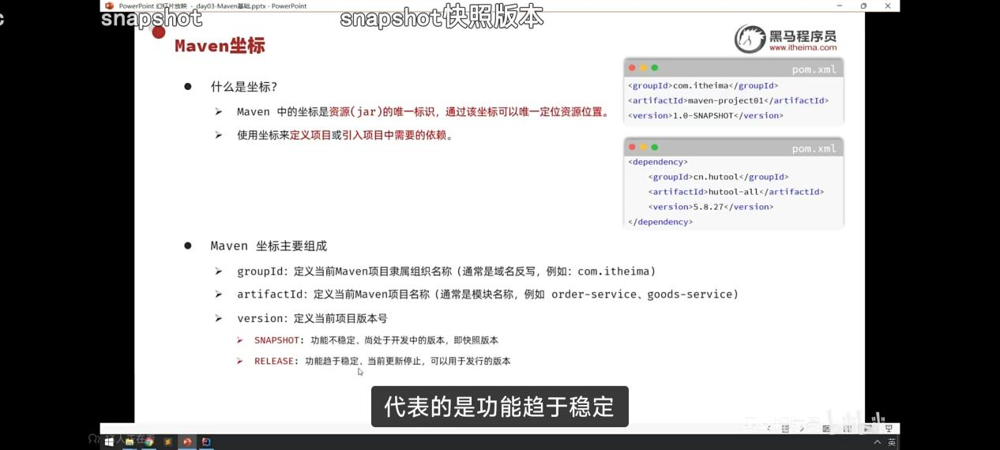 PowerPoint 幻灯片放映 - day03-Maven基础.pptx - PowerPoint
c
snapshot
snapshot快照版本
Maven坐标
黑马程序员
www.itheima.com
什么是坐标?
Maven 中的坐标是资源(jar)的唯一标识，通过该坐标可以唯一定位资源位置。
使用坐标来定义项目或引入项目中需要的依赖。
pom.xml
<groupId>com.itheima</groupId>
<artifactId>maven-project01</artifactId>
<version>1.0-SNAPSHOT</version>
pom.xml
<dependency>
<groupId>cn.hutool</groupId>
<artifactId>hutool-all</artifactId>
<version>5.8.27</version>
</dependency>
Maven 坐标主要组成
groupId：定义当前Maven项目隶属组织名称（通常是域名反写，例如：com.itheima）
artifactId：定义当前Maven项目名称（通常是模块名称，例如 order-service、goods-service）
version：定义当前项目版本号
SNAPSHOT: 功能不稳定、尚处于开发中的版本，即快照版本
RELEASE: 功能趋于稳定、当前更新停止，可以用于发行的版本
代表的是功能趋于稳定
人正在看
英